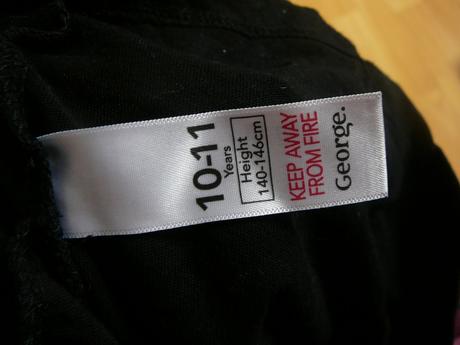 10-11
Years
Height
140-146cm
KEEP AWAY
FROM FIRE
George.